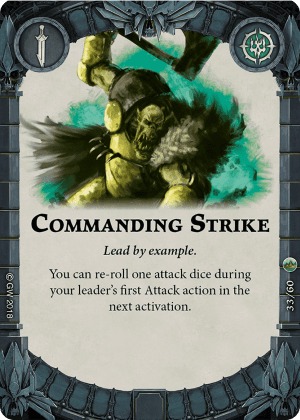 COMMANDING STRIKE
Lead by example.
You can re-roll one attack dice during
your leader's first Attack action in the
next activation.
© GW 2018
33/60